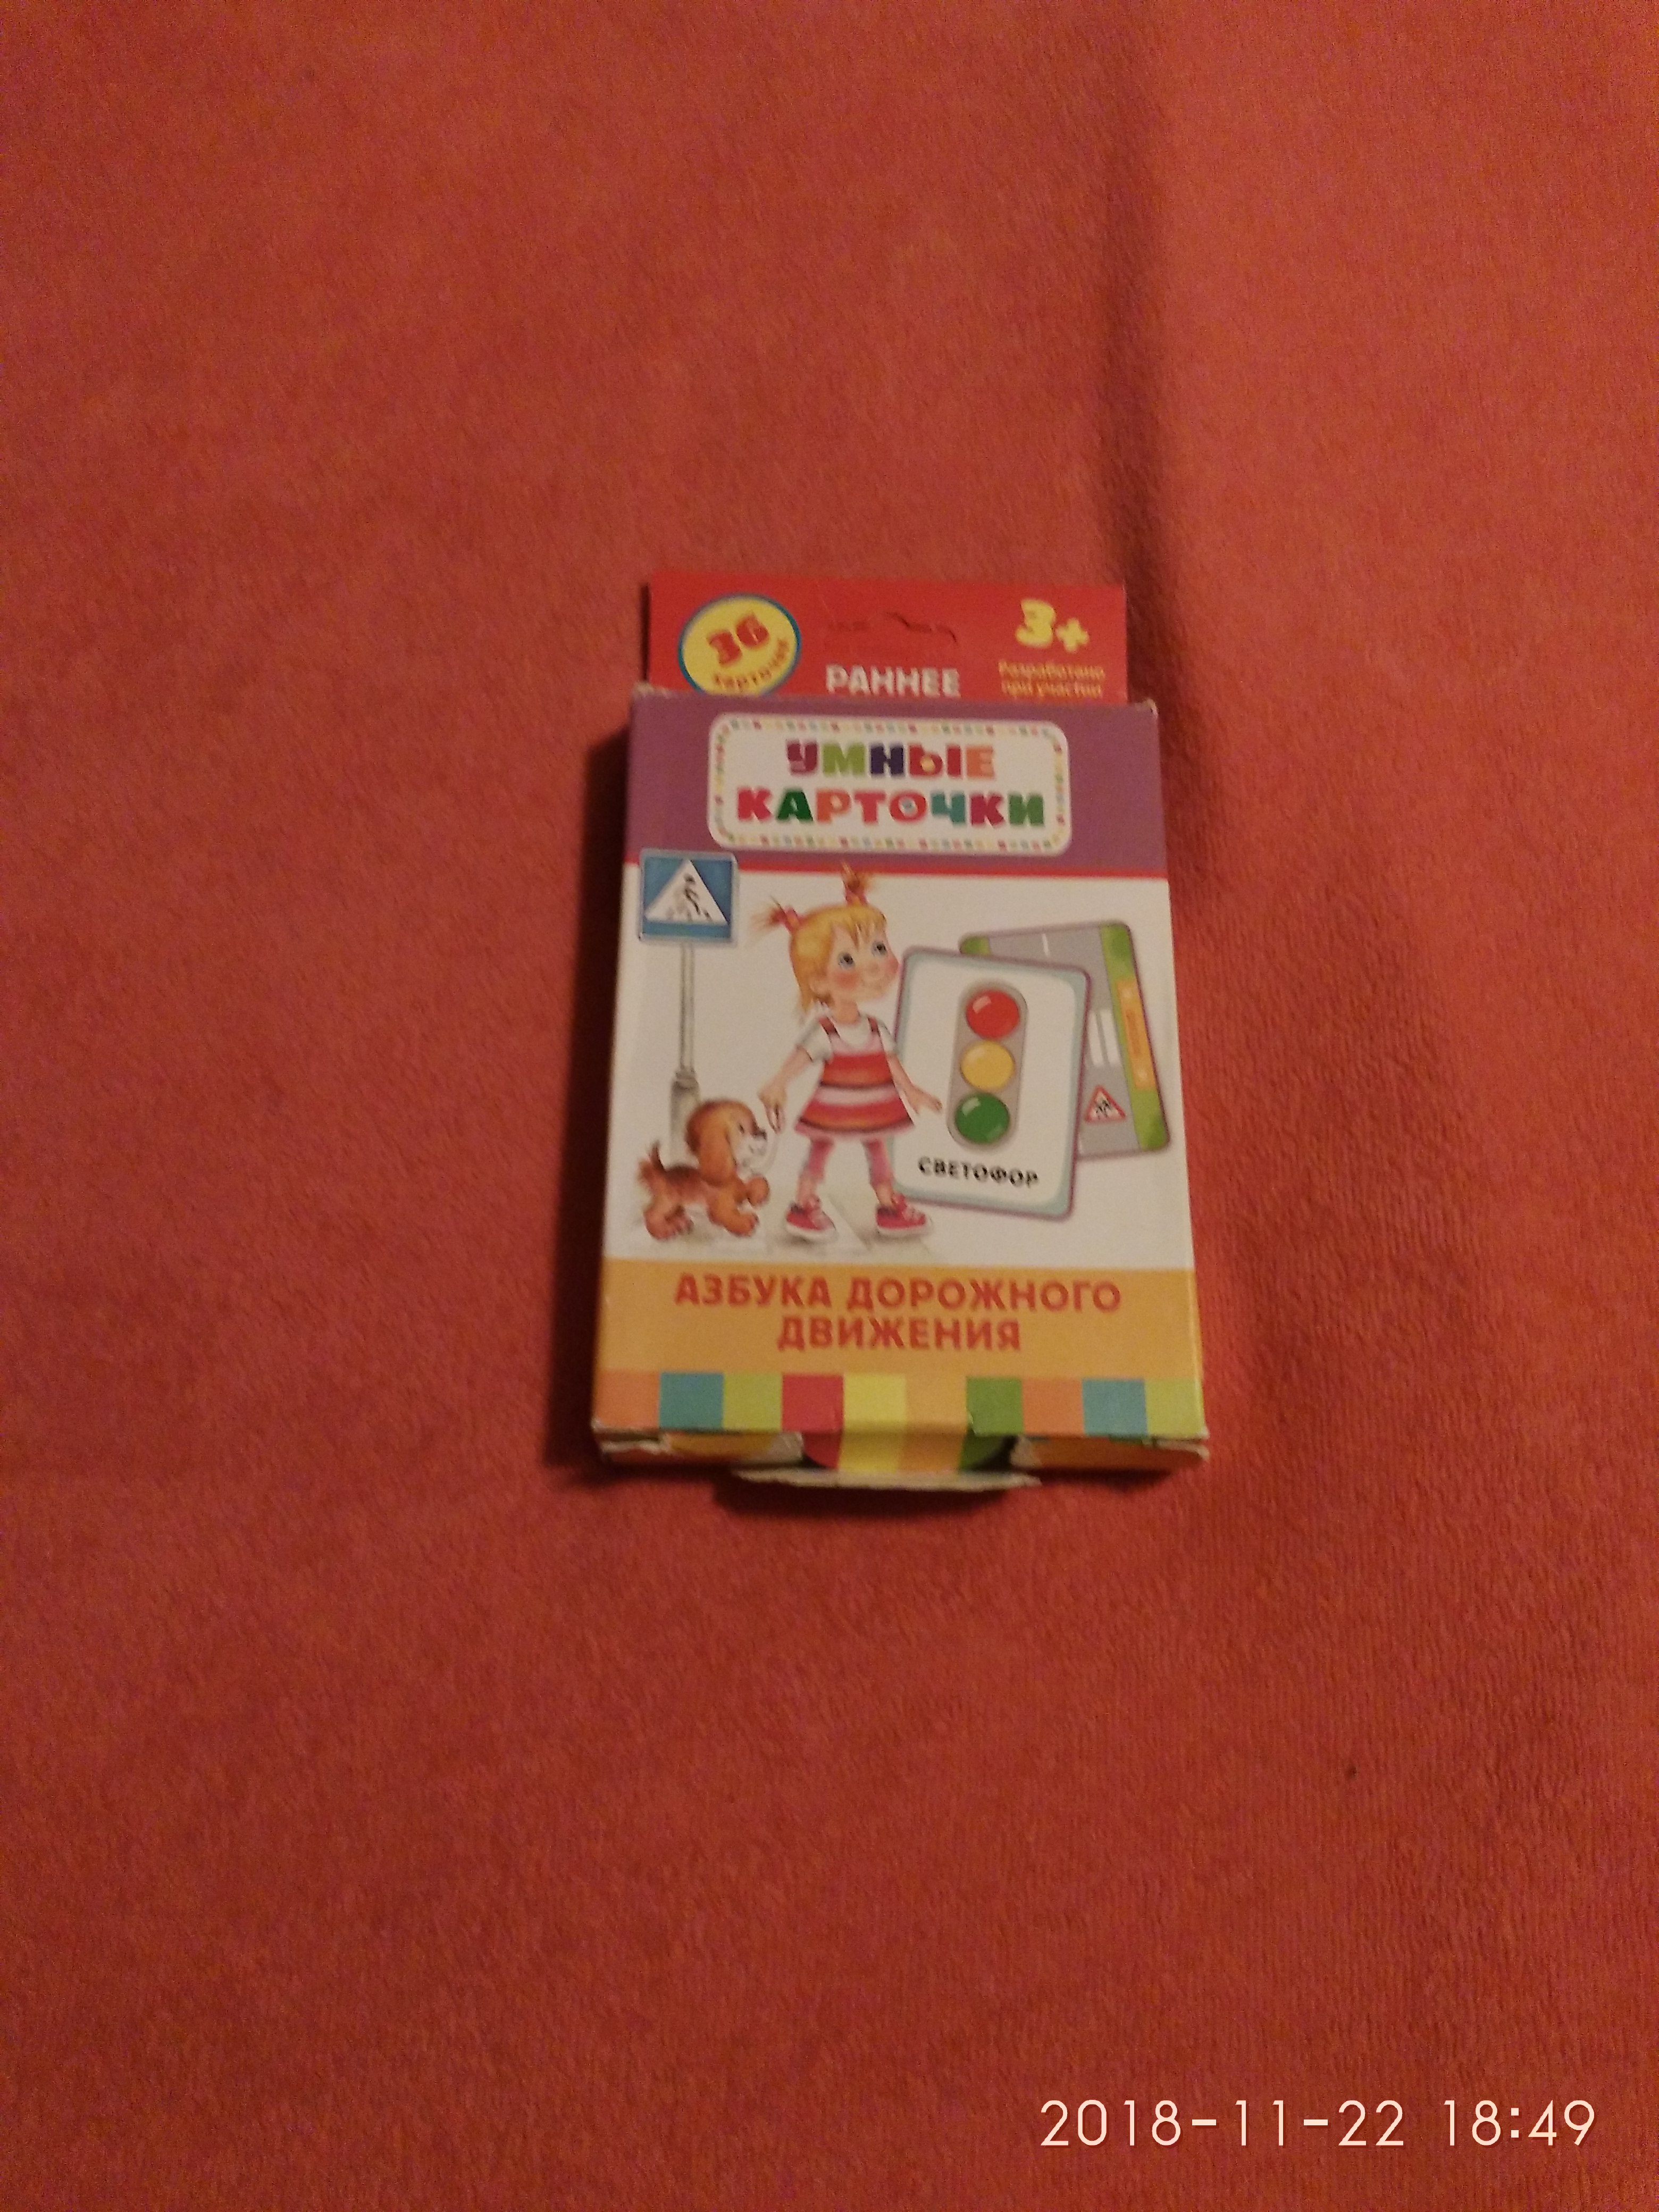 36
карточек
3+
РАННЕЕ
Разработано
при участии
УМНЫЕ
КАРТОЧКИ
СВЕТОФОР
АЗБУКА ДОРОЖНОГО
ДВИЖЕНИЯ
2018-11-22 18:49